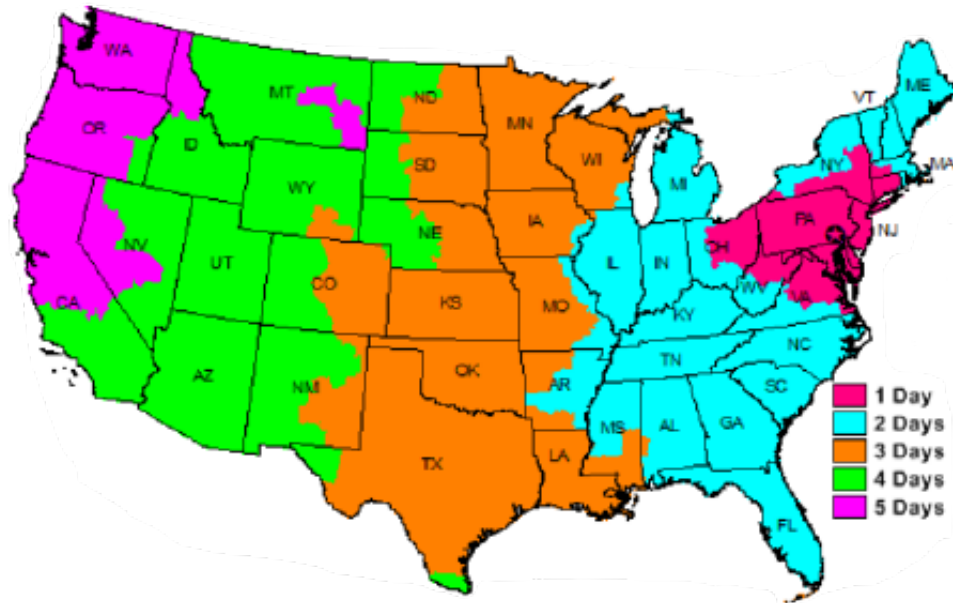 WA
MT
ND
MN
ME
VT
OR
ID
SD
WI
NY
MA
WY
MI
IA
NE
PA
NJ
NV
UT
CO
IL
IN
OH
WV
VA
CA
KS
MO
KY
NC
TN
AZ
NM
OK
AR
SC
MS
AL
GA
TX
LA
FL
1 Day
2 Days
3 Days
4 Days
5 Days